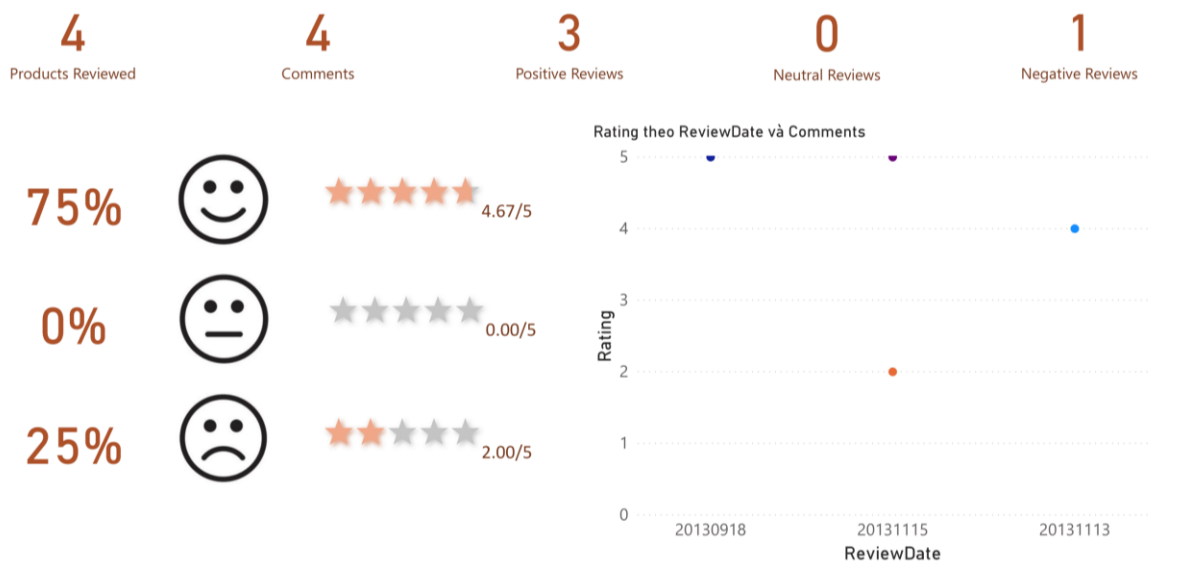 4
Products Reviewed
4
Comments
3
Positive Reviews
0
Neutral Reviews
1
Negative Reviews
75%
4.67/5
0%
0.00/5
25%
2.00/5
Rating theo ReviewDate và Comments
Rating
5
4
3
2
1
0
20130918
20131115
20131113
ReviewDate